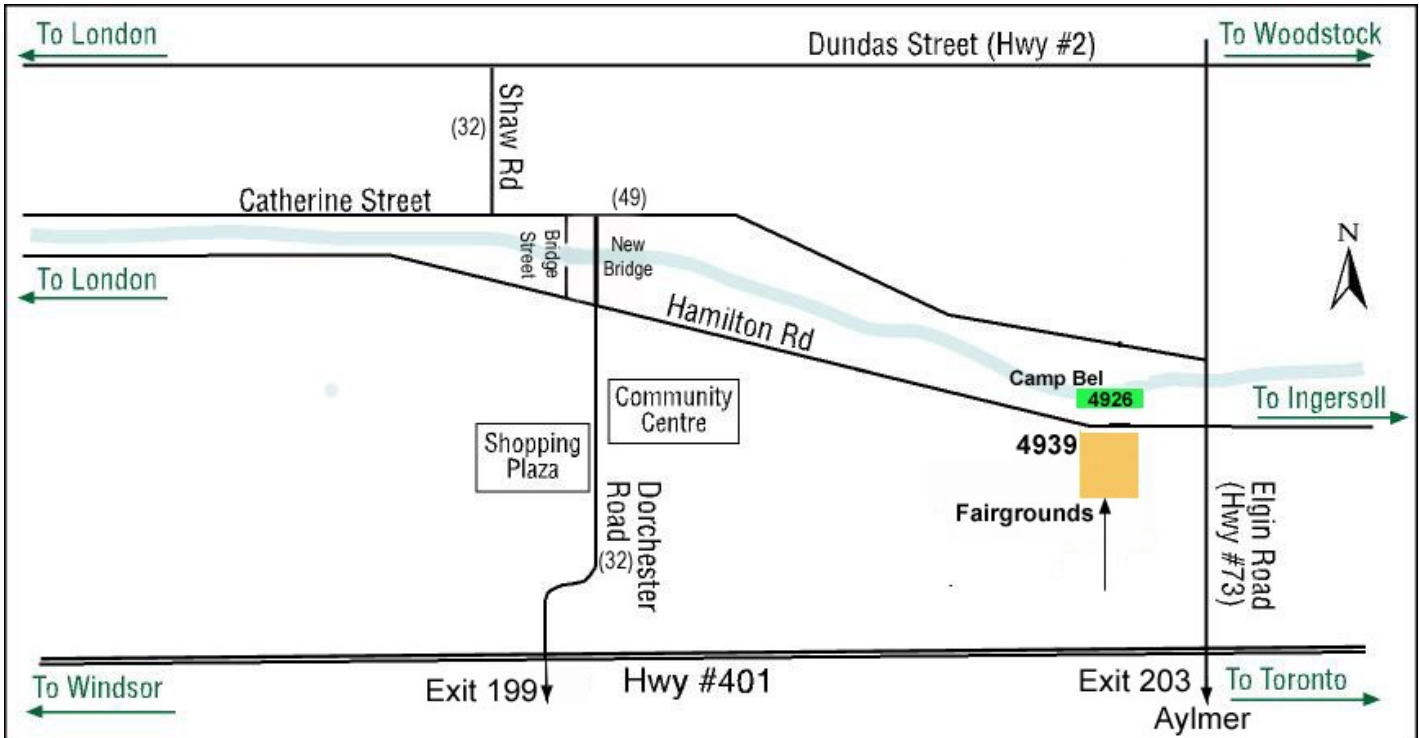 To London
Dundas Street (Hwy #2)
To Woodstock
(32)
Shaw Rd
Catherine Street
(49)
Bridge
Street
New
Bridge
N
To London
Hamilton Rd
Camp Bel
4926
To Ingersoll
Community
Centre
4939
Shopping
Plaza
Fairgrounds
Dorchester
Road
(32)
Elgin Road
(Hwy #73)
To Windsor
Exit 199
Hwy #401
Exit 203
To Toronto
Aylmer